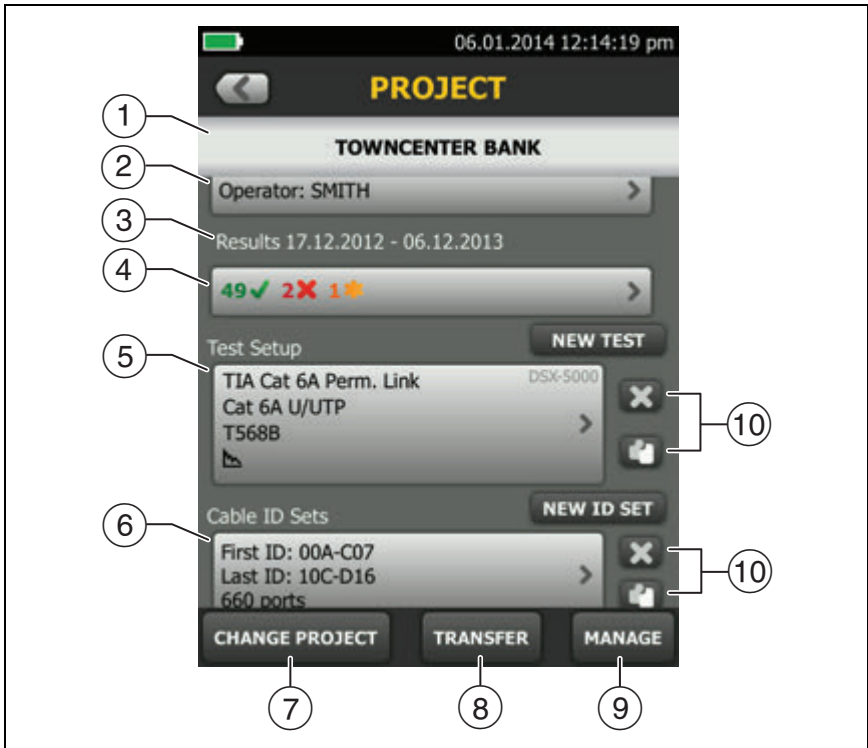 06.01.2014 12:14:19 pm
PROJECT
1
TOWNCENTER BANK
2
Operator: SMITH
3
Results 17.12.2012 - 06.12.2013
4
49 2 1
5
Test Setup
NEW TEST
TIA Cat 6A Perm. Link
DSX-5000
Cat 6A U/UTP
T568B
10
6
Cable ID Sets
NEW ID SET
First ID: 00A-C07
Last ID: 10C-D16
660 ports
10
CHANGE PROJECT
TRANSFER
MANAGE
7
8
9